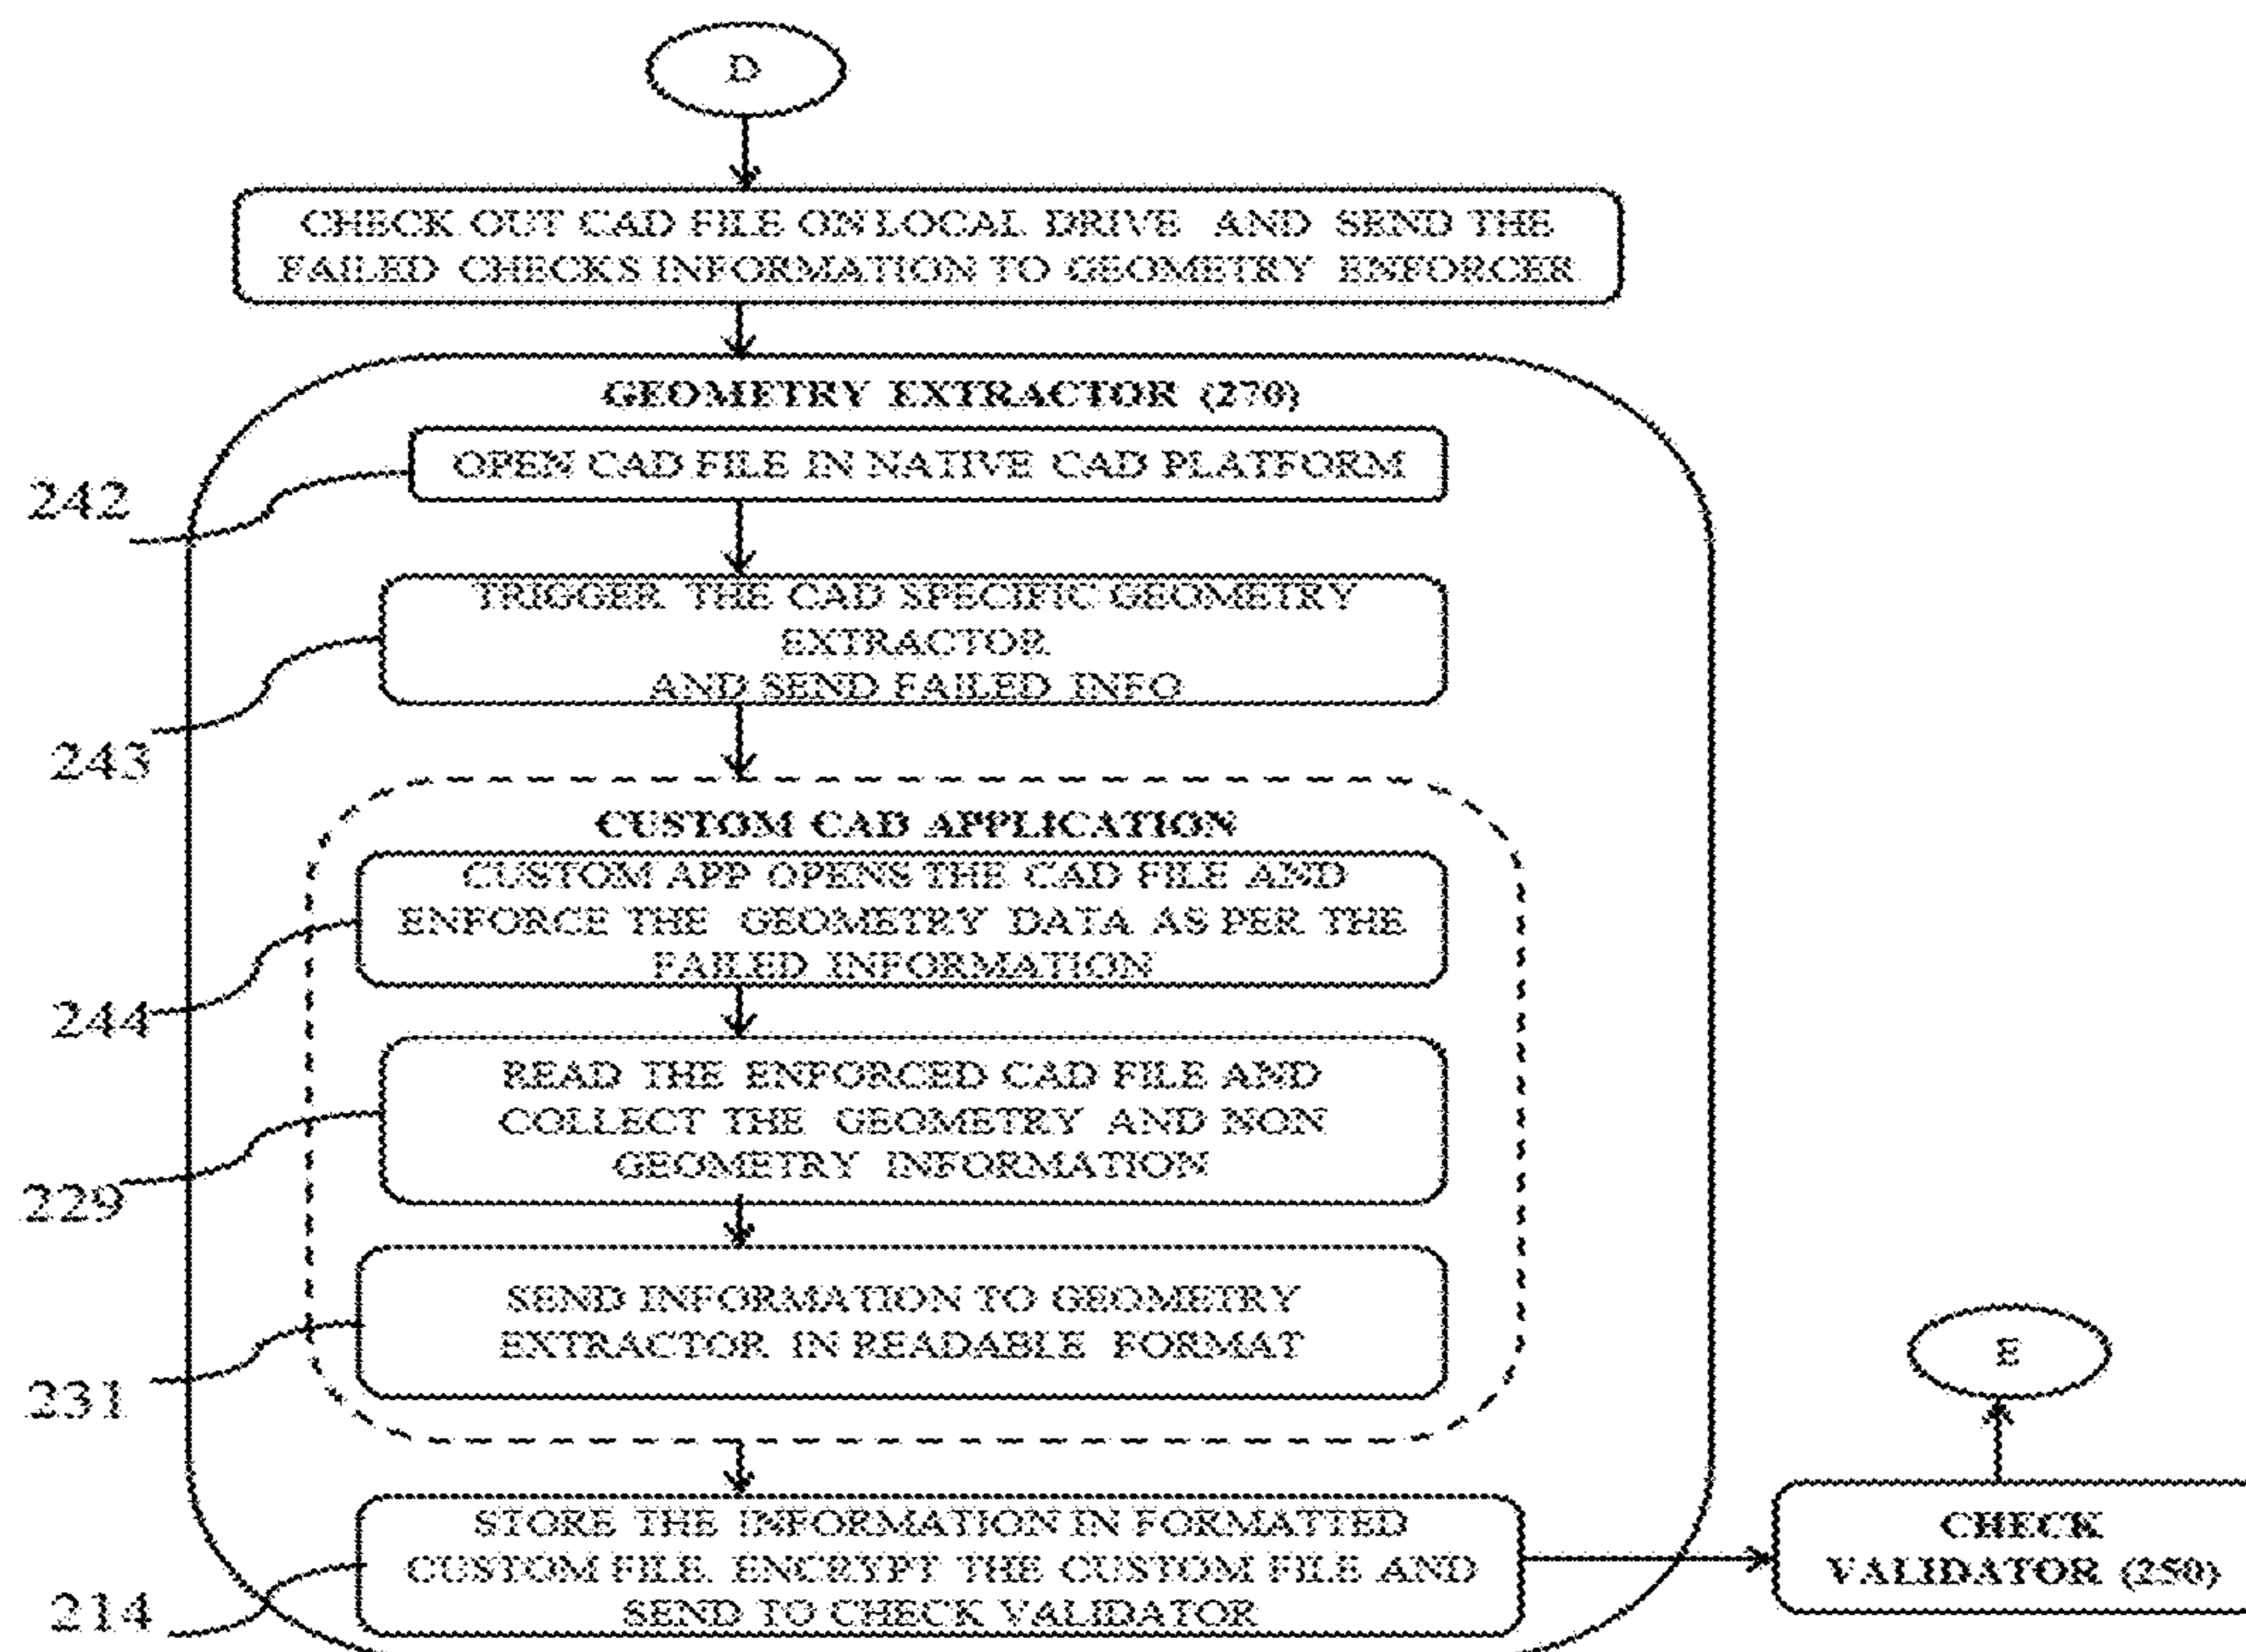 D
CHECK OUT CAD FILE ON LOCAL DRIVE AND SEND THE
FAILED CHECKS INFORMATION TO GEOMETRY ENFORCER
GEOMETRY EXTRACTOR (270)
OPEN CAD FILE IN NATIVE CAD PLATFORM
242
TRIGGER THE CAD SPECIFIC GEOMETRY
EXTRACTOR
AND SEND FAILED INFO
243
CUSTOM CAD APPLICATION
CUSTOM APP OPENS THE CAD FILE AND
ENFORCE THE GEOMETRY DATA AS PER THE
FAILED INFORMATION
244
READ THE ENFORCED CAD FILE AND
COLLECT THE GEOMETRY AND NON
GEOMETRY INFORMATION
229
SEND INFORMATION TO GEOMETRY
EXTRACTOR IN READABLE FORMAT
231
E
STORE THE INFORMATION IN FORMATTED
CUSTOM FILE. ENCRYPT THE CUSTOM FILE AND
SEND TO CHECK VALIDATOR
214
CHECK
VALIDATOR (250)